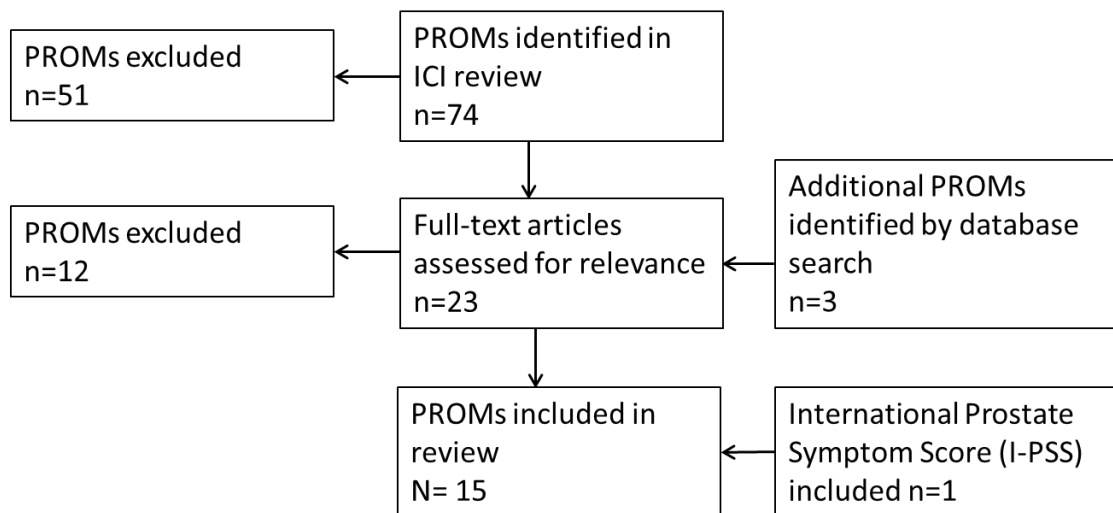 PROMs excluded
n=51
PROMs identified in
ICI review
n=74
PROMs excluded
n=12
Full-text articles
assessed for relevance
n=23
Additional PROMs
identified by database
search
n=3
PROMs included in
review
N= 15
International Prostate
Symptom Score (I-PSS)
included n=1